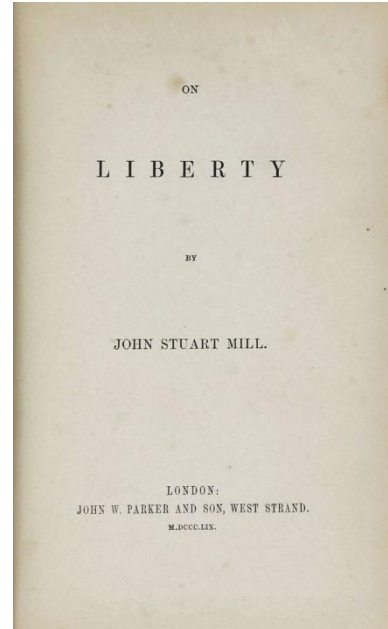 ON
LIBERTY
BY
JOHN STUART MILL.
LONDON:
JOHN W. PARKER AND SON, WEST STRAND.
M.DCCC.LIX.